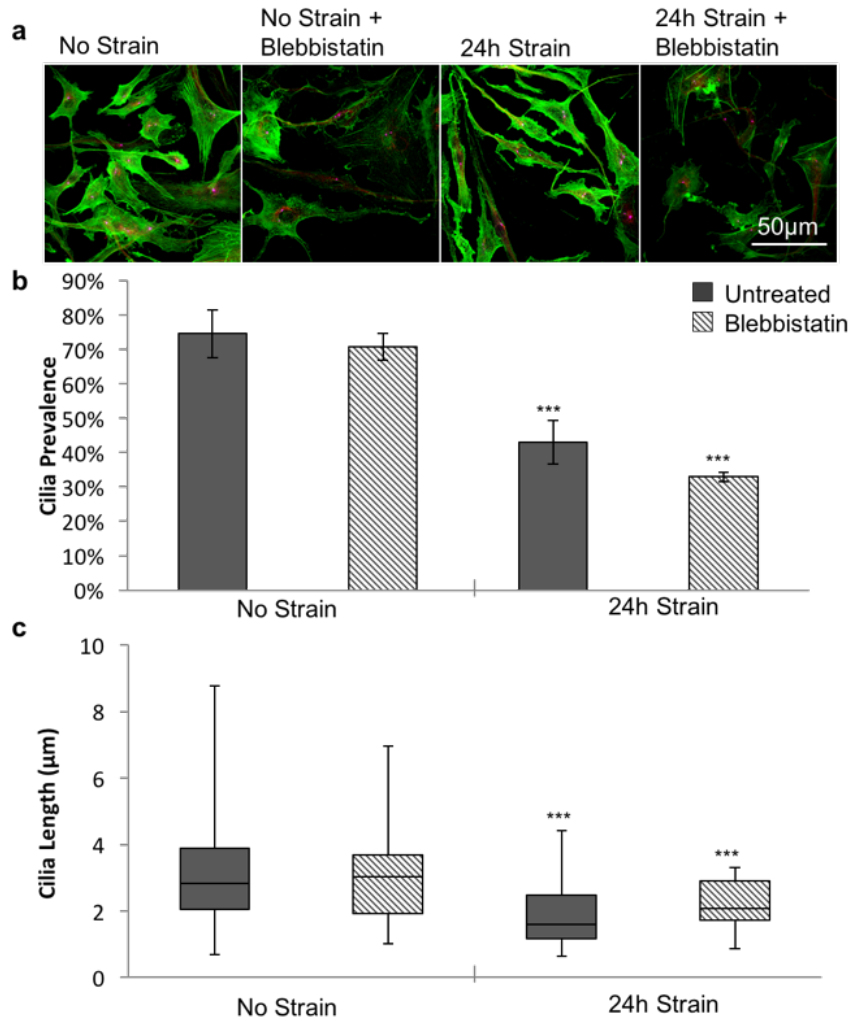 a
No Strain
No Strain +
Blebbistatin
24h Strain
24h Strain +
Blebbistatin
50µm
b
Untreated
Blebbistatin
Cilia Prevalence
90%
80%
70%
60%
50%
40%
30%
20%
10%
0%
***
***
No Strain
24h Strain
c
Cilia Length (µm)
10
8
6
4
2
0
***
***
No Strain
24h Strain